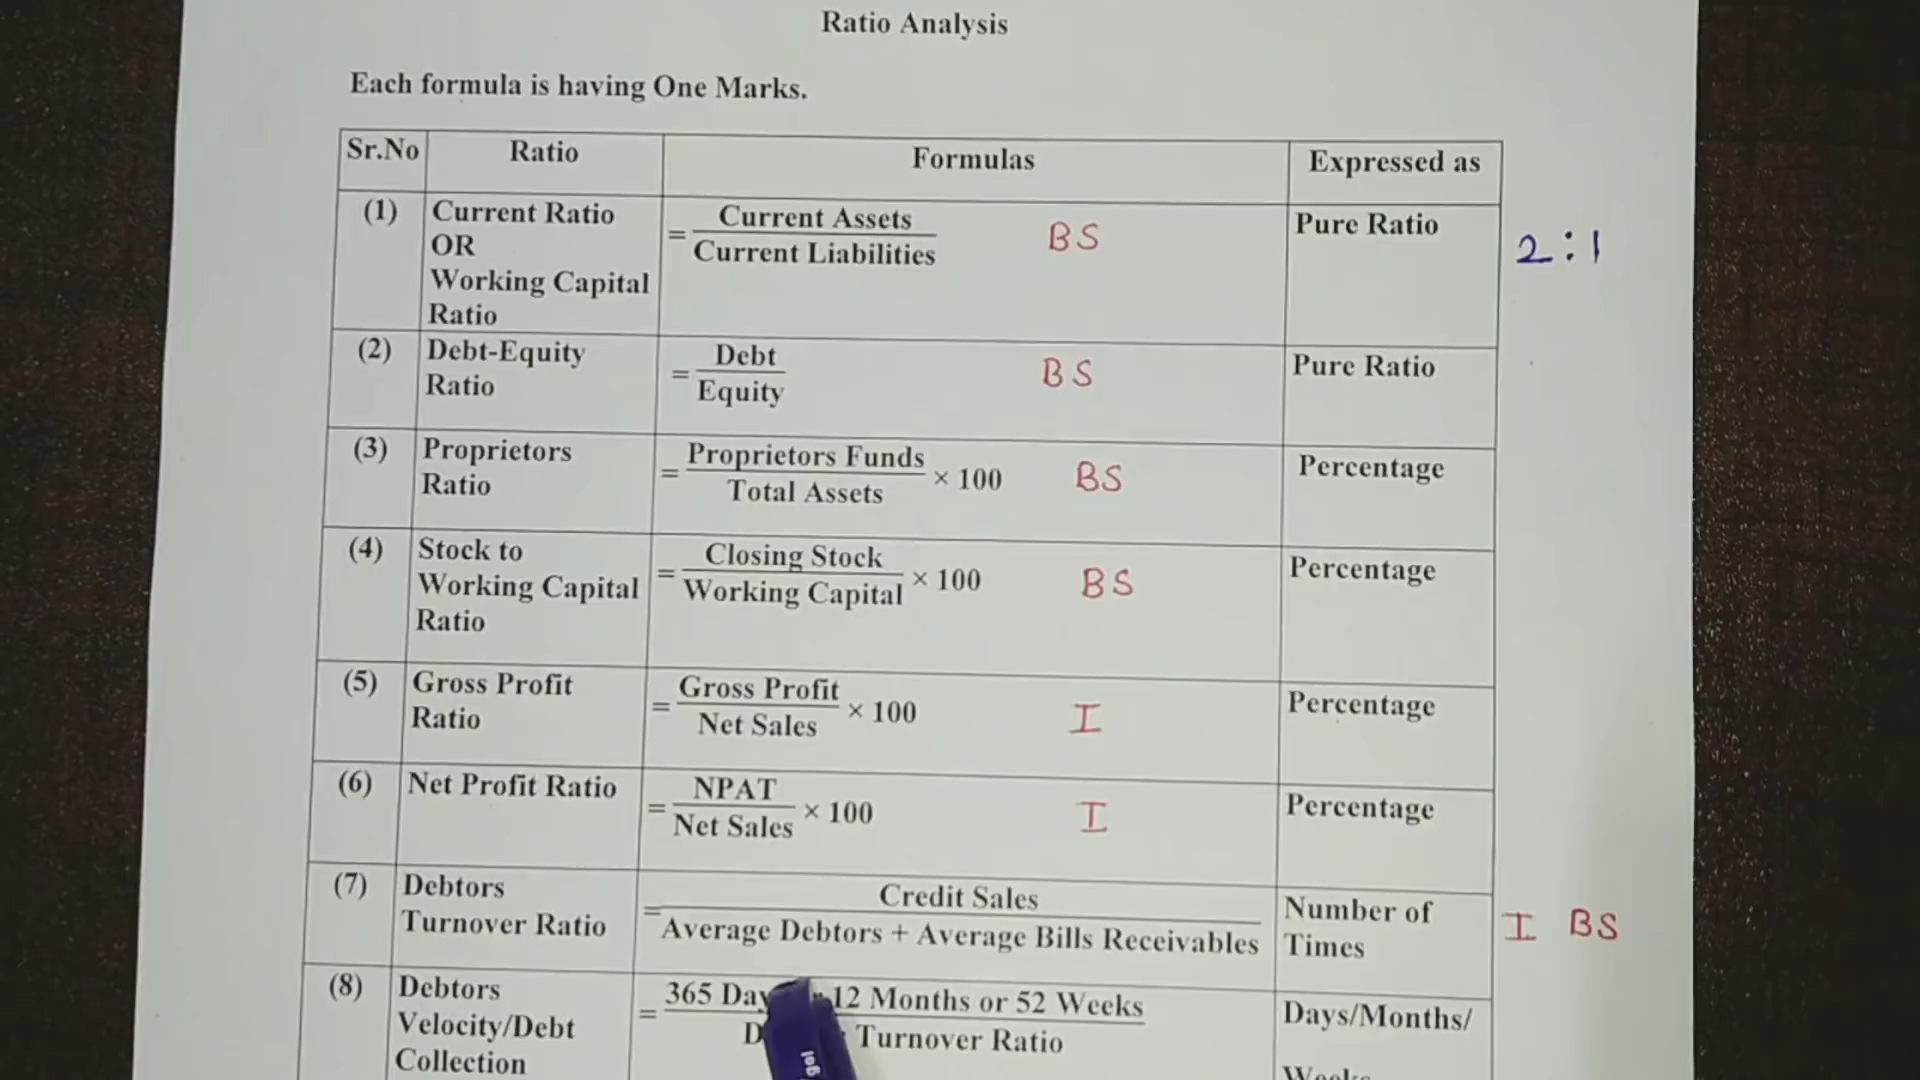 Ratio Analysis
Each formula is having One Marks.
Sr.No Ratio Formulas Expressed as
(1) Current Ratio
OR
Working Capital
Ratio
= Current Assets
Current Liabilities
BS
Pure Ratio
2:1
(2) Debt-Equity
Ratio
= Debt
Equity
BS
Pure Ratio
(3) Proprietors
Ratio
= Proprietors Funds × 100
Total Assets
BS
Percentage
(4) Stock to
Working Capital
Ratio
= Closing Stock × 100
Working Capital
BS
Percentage
(5) Gross Profit
Ratio
= Gross Profit × 100
Net Sales
I
Percentage
(6) Net Profit Ratio
= NPAT × 100
Net Sales
I
Percentage
(7) Debtors
Turnover Ratio
= Credit Sales
Average Debtors + Average Bills Receivables
Number of
Times
I BS
(8) Debtors
Velocity/Debt
Collection
= 365 12 Months or 52 Weeks
Turnover Ratio
Days/Months/